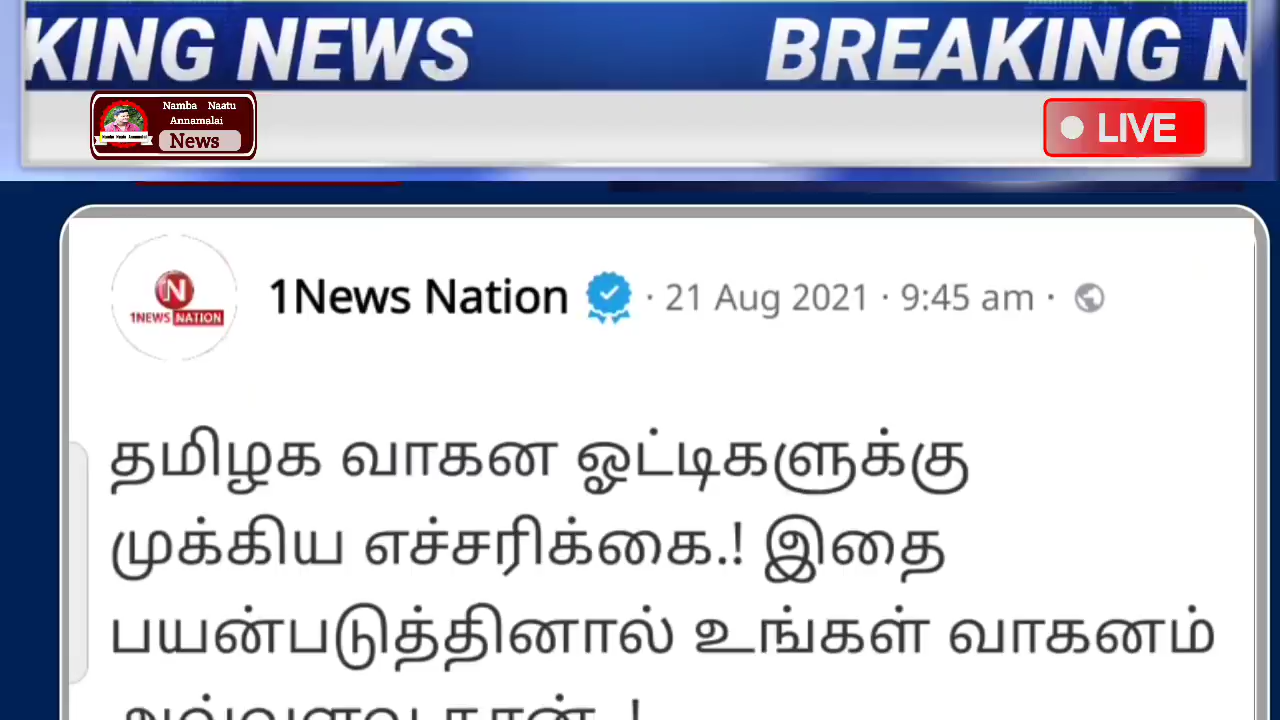 KING NEWS BREAKING N
Namba Naatu
Annamalai
News
LIVE
N
1NEWS NATION
1News Nation · 21 Aug 2021 · 9:45 am ·
தமிழக வாகன ஓட்டிகளுக்கு
முக்கிய எச்சரிக்கை.! இதை
பயன்படுத்தினால் உங்கள் வாகனம்